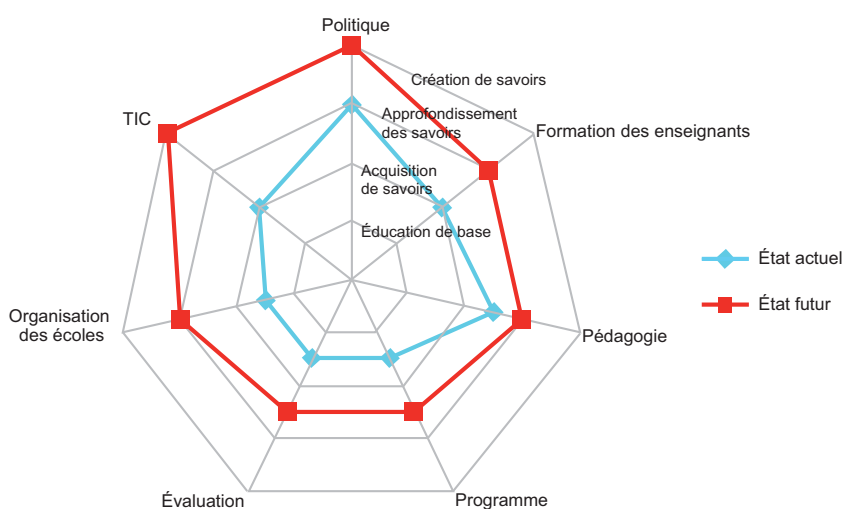 Politique
Création de savoirs
TIC
Approfondissement
des savoirs
Formation des enseignants
Acquisition
de savoirs
Éducation de base
État actuel
État futur
Organisation
des écoles
Pédagogie
Évaluation
Programme